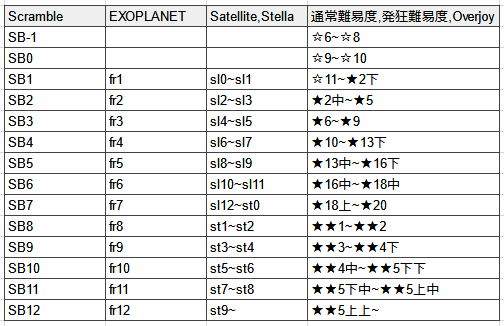 Scramble EXOPLANET Satellite,Stella 通常難易度,発狂難易度,Overjoy
SB-1 ☆6~☆8
SB0 ☆9~☆10
SB1 fr1 sl0~sl1 ☆11~★2下
SB2 fr2 sl2~sl3 ★2中~★5
SB3 fr3 sl4~sl5 ★6~★9
SB4 fr4 sl6~sl7 ★10~★13下
SB5 fr5 sl8~sl9 ★13中~★16下
SB6 fr6 sl10~sl11 ★16中~★18中
SB7 fr7 sl12~st0 ★18上~★20
SB8 fr8 st1~st2 ★★1~★★2
SB9 fr9 st3~st4 ★★3~★★4下
SB10 fr10 st5~st6 ★★4中~★★5下下
SB11 fr11 st7~st8 ★★5下中~★★5上中
SB12 fr12 st9~ ★★5上上~